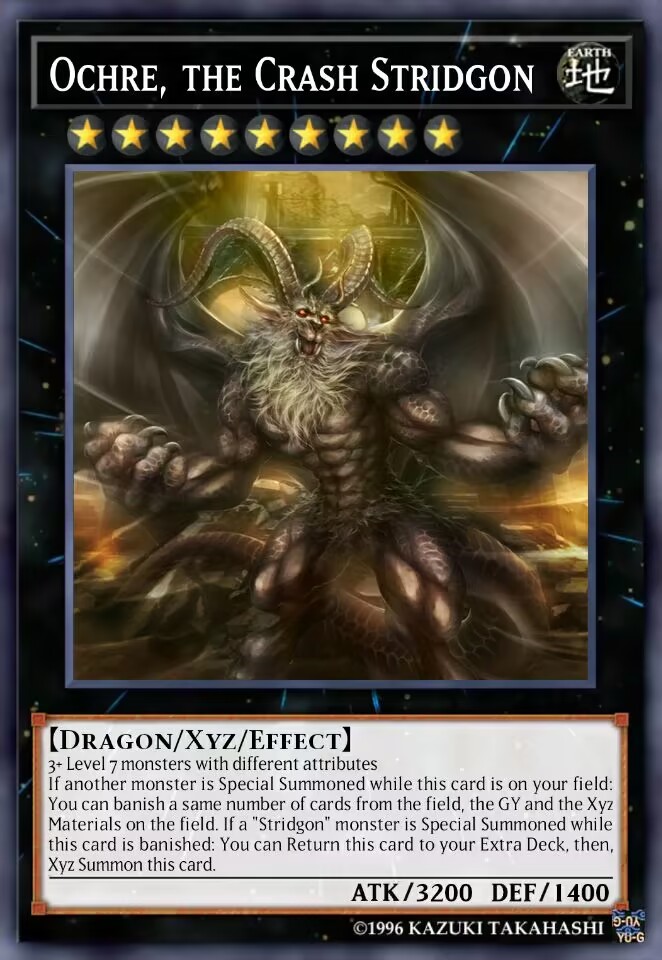 OCHRE, THE CRASH STRIDGON
EARTH
地
【DRAGON/XYZ/EFFECT】
3+ Level 7 monsters with different attributes
If another monster is Special Summoned while this card is on your field:
You can banish a same number of cards from the field, the GY and the Xyz
Materials on the field. If a "Stridgon" monster is Special Summoned while
this card is banished: You can Return this card to your Extra Deck, then,
Xyz Summon this card.
ATK/3200 DEF/1400
©1996 KAZUKI TAKAHASHI